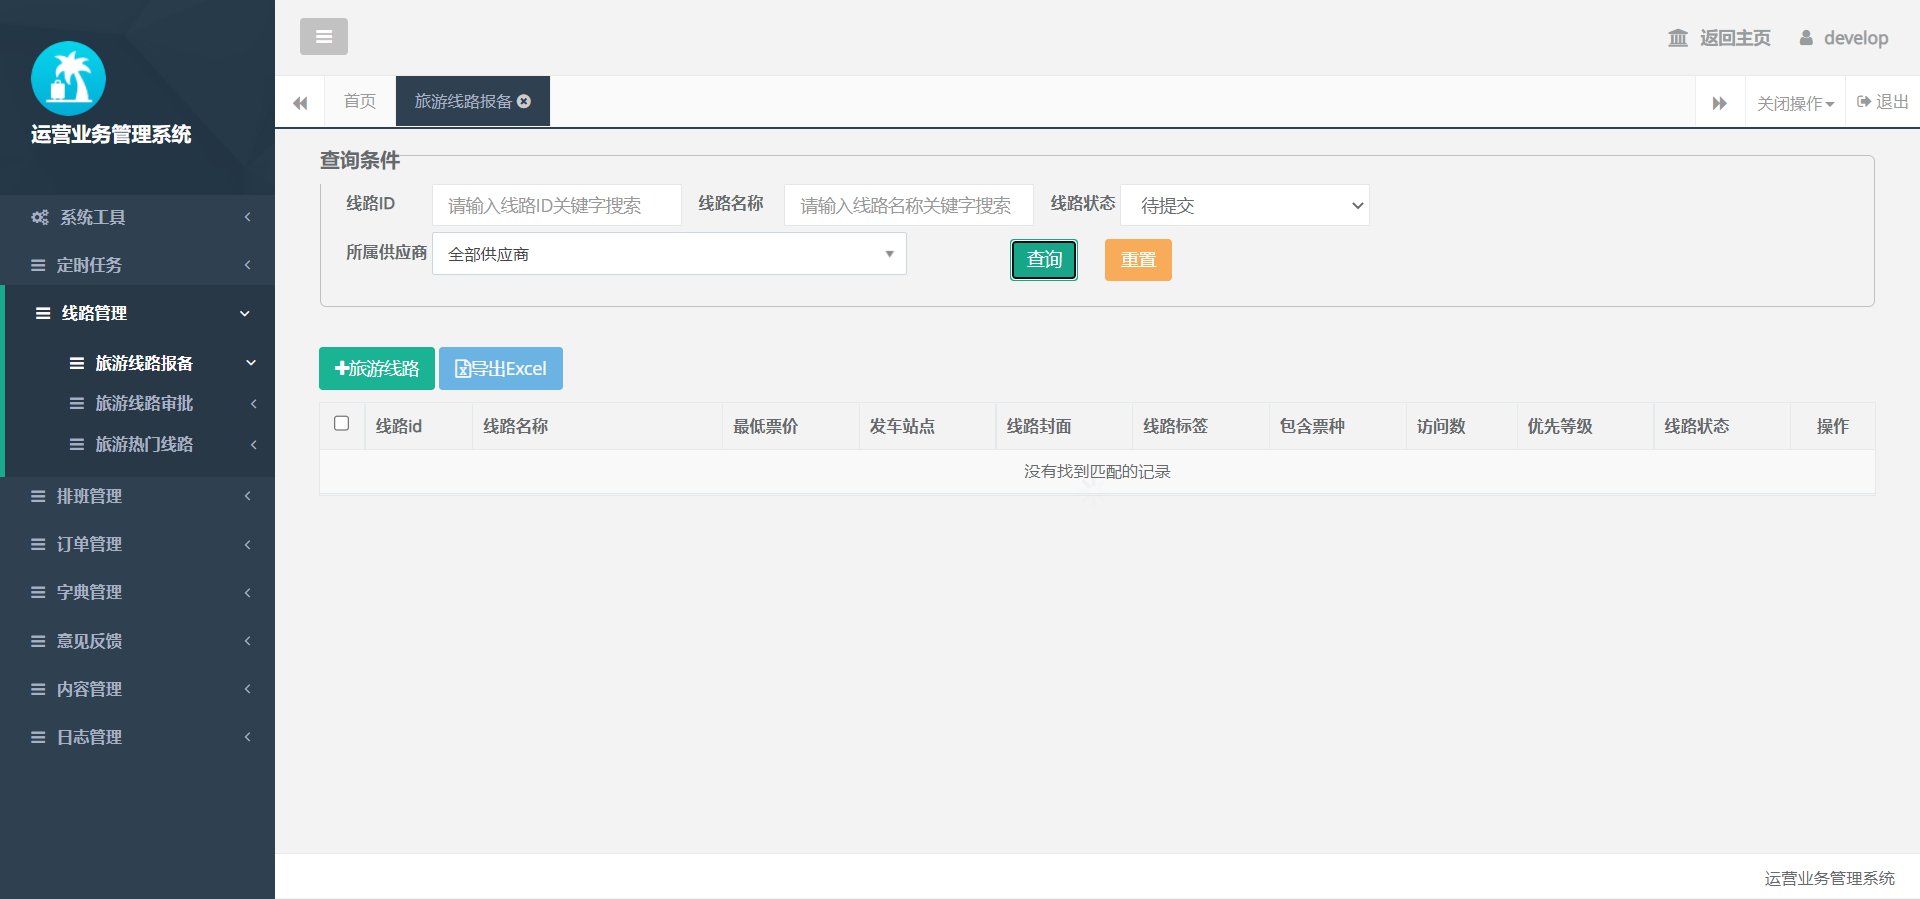 运营业务管理系统
系统工具
定时任务
线路管理
旅游线路报备
旅游线路审批
旅游热门线路
排班管理
订单管理
字典管理
意见反馈
内容管理
日志管理
返回主页 develop
首页 旅游线路报备 关闭操作 退出
查询条件
线路ID 请输入线路ID关键字搜索 线路名称 请输入线路名称关键字搜索 线路状态 待提交
所属供应商 全部供应商 查询 重置
旅游线路 导出Excel
线路id 线路名称 最低票价 发车站点 线路封面 线路标签 包含票种 访问数 优先等级 线路状态 操作
没有找到匹配的记录
运营业务管理系统